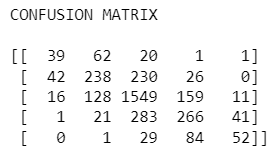 CONFUSION MATRIX
[[ 39 62 20 1 1]
[ 42 238 230 26 0]
[ 16 128 1549 159 11]
[ 1 21 283 266 41]
[ 0 1 29 84 52]]